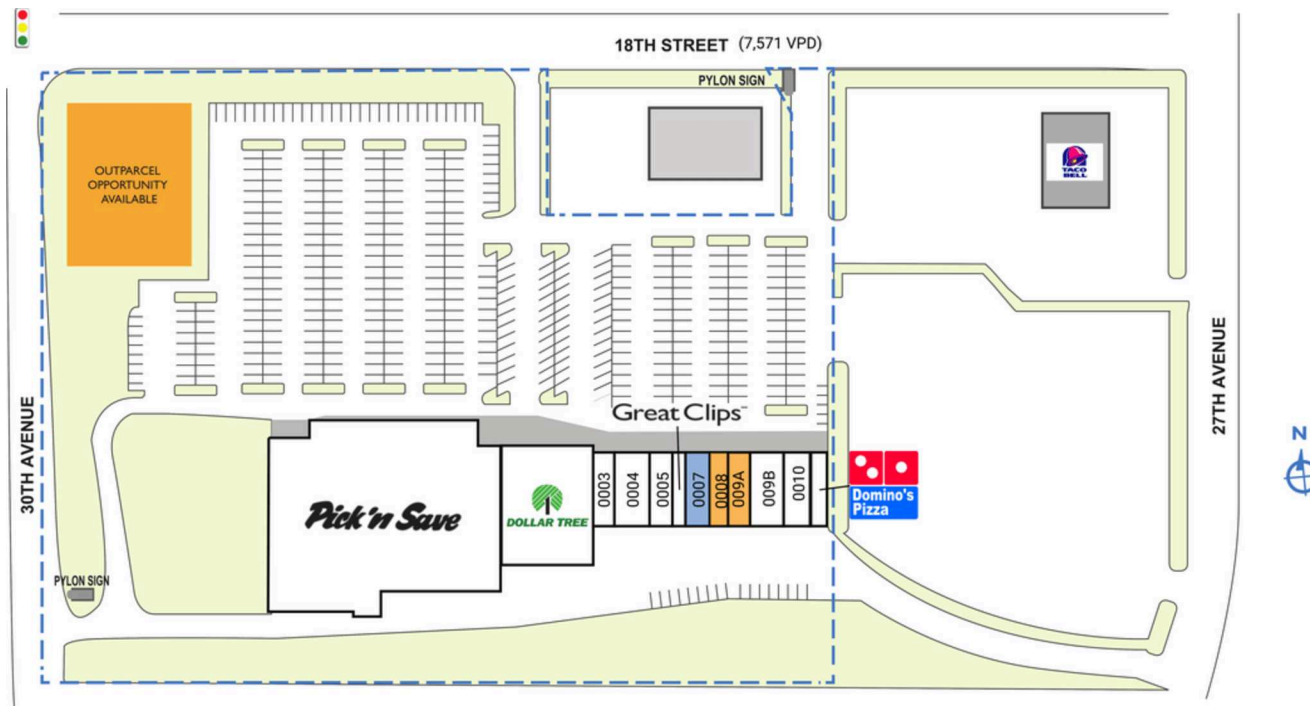 18TH STREET (7,571 VPD)
PYLON SIGN
OUTPARCEL
OPPORTUNITY
AVAILABLE
TACO
BELL
30TH AVENUE
27TH AVENUE
N
Great Clips
Pick 'n Save
DOLLAR TREE
0003
0004
0005
0007
0008
009A
009B
0010
Domino's
Pizza
PYLON SIGN